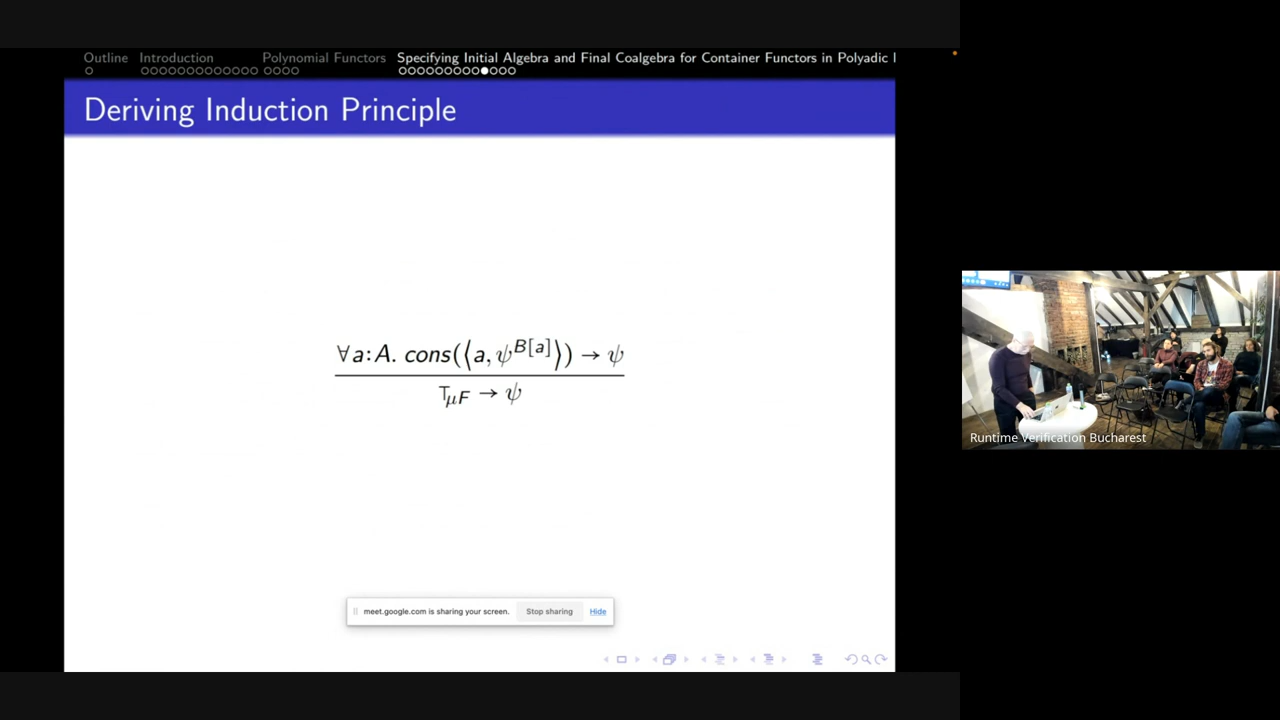 Outline Introduction Polynomial Functors Specifying Initial Algebra and Final Coalgebra for Container Functors in Polyadic I
Deriving Induction Principle
∀a:A. cons(⟨a, ψ^{B[a]}⟩) → ψ
⊤_{μF} → ψ
meet.google.com is sharing your screen. Stop sharing Hide
Runtime Verification Bucharest